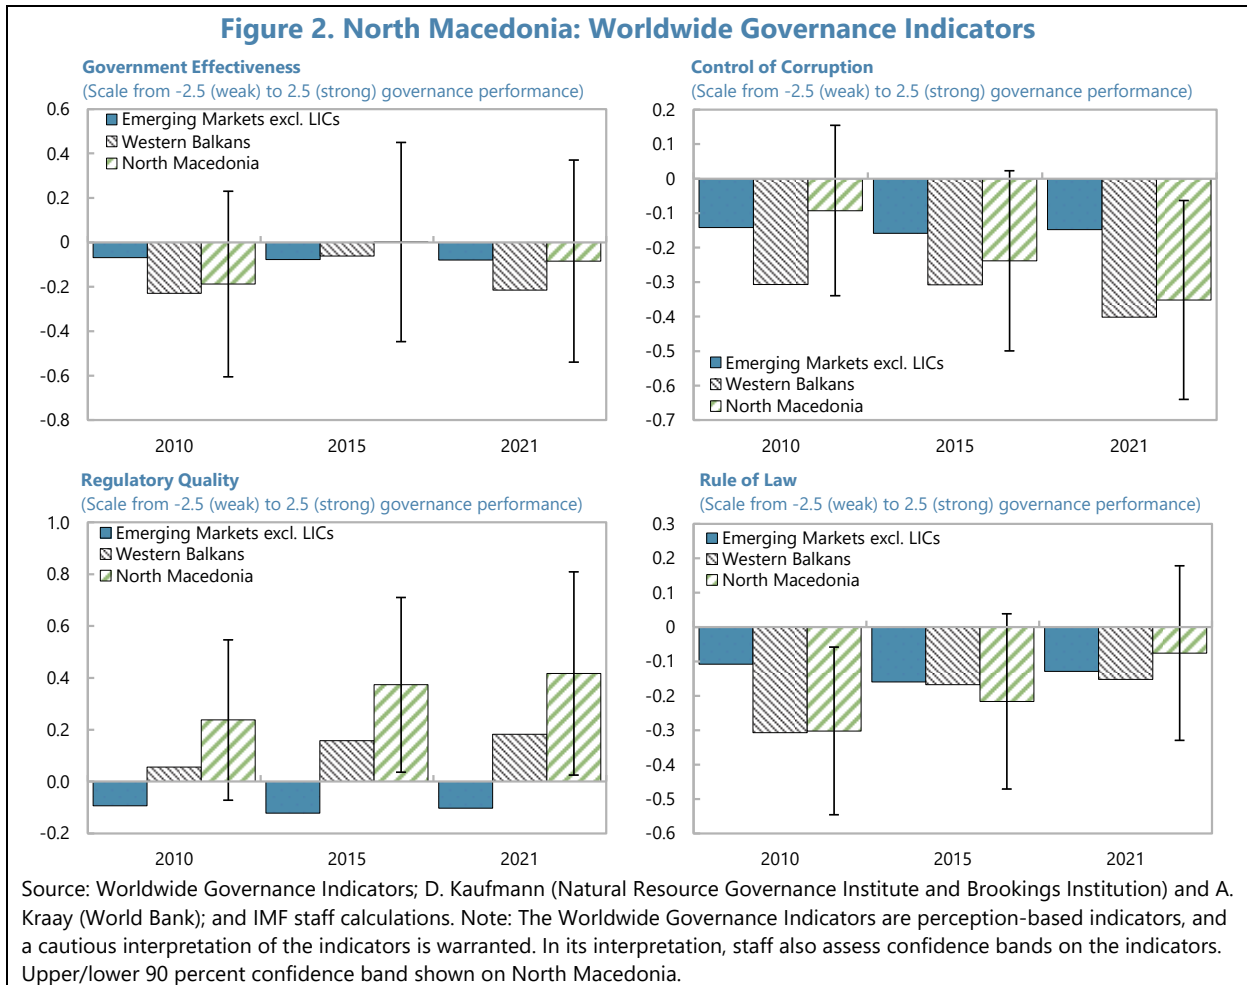 Figure 2. North Macedonia: Worldwide Governance Indicators
Government Effectiveness
(Scale from -2.5 (weak) to 2.5 (strong) governance performance)
0.6
0.4
0.2
0
-0.2
-0.4
-0.6
-0.8
Emerging Markets excl. LICs
Western Balkans
North Macedonia
2010
2015
2021
Control of Corruption
(Scale from -2.5 (weak) to 2.5 (strong) governance performance)
0.2
0.1
0
-0.1
-0.2
-0.3
-0.4
-0.5
-0.6
-0.7
Emerging Markets excl. LICs
Western Balkans
North Macedonia
2010
2015
2021
Regulatory Quality
(Scale from -2.5 (weak) to 2.5 (strong) governance performance)
1.0
0.8
0.6
0.4
0.2
0.0
-0.2
Emerging Markets excl. LICs
Western Balkans
North Macedonia
2010
2015
2021
Rule of Law
(Scale from -2.5 (weak) to 2.5 (strong) governance performance)
0.3
0.2
0.1
0
-0.1
-0.2
-0.3
-0.4
-0.5
-0.6
Emerging Markets excl. LICs
Western Balkans
North Macedonia
2010
2015
2021
Source: Worldwide Governance Indicators; D. Kaufmann (Natural Resource Governance Institute and Brookings Institution) and A.
Kraay (World Bank); and IMF staff calculations. Note: The Worldwide Governance Indicators are perception-based indicators, and
a cautious interpretation of the indicators is warranted. In its interpretation, staff also assess confidence bands on the indicators.
Upper/lower 90 percent confidence band shown on North Macedonia.